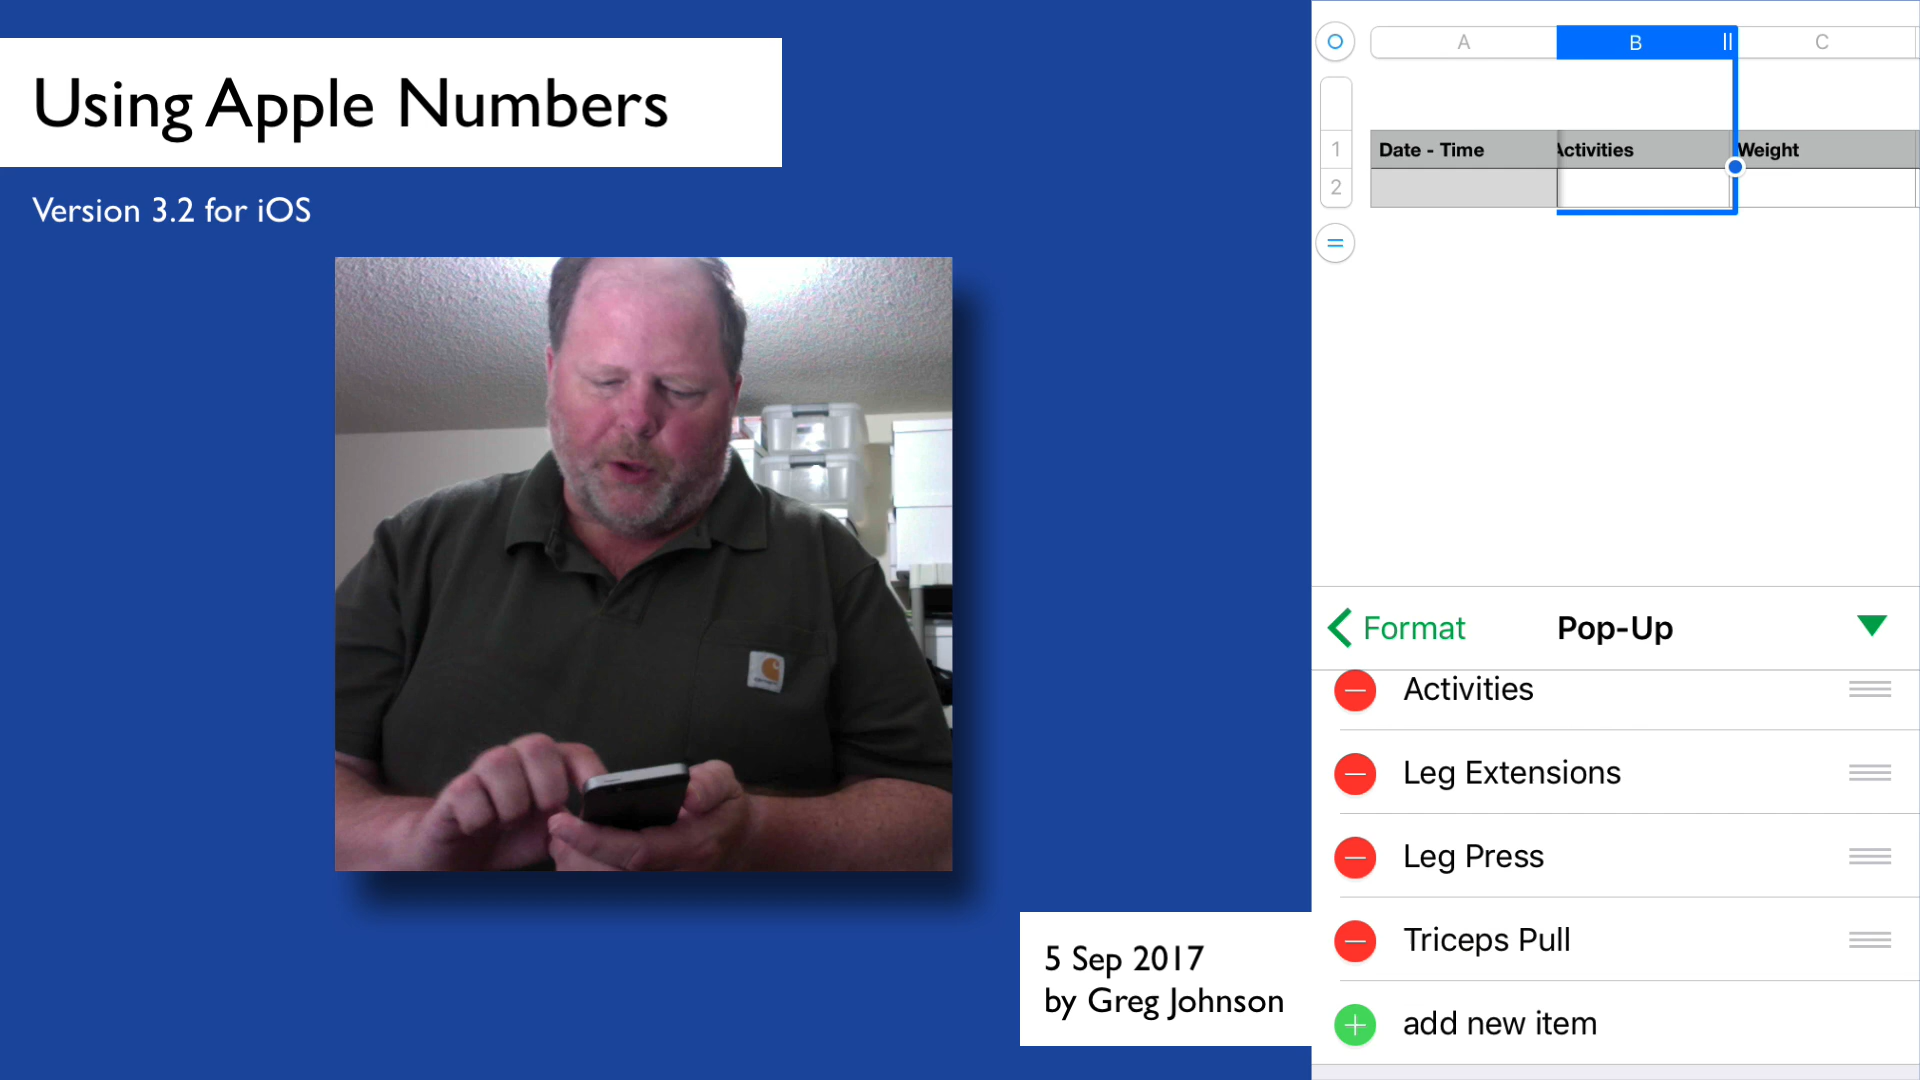 Using Apple Numbers
Version 3.2 for iOS
5 Sep 2017
by Greg Johnson
A B C
1 Date - Time Activities Weight
2
Format Pop-Up
Activities
Leg Extensions
Leg Press
Triceps Pull
add new item